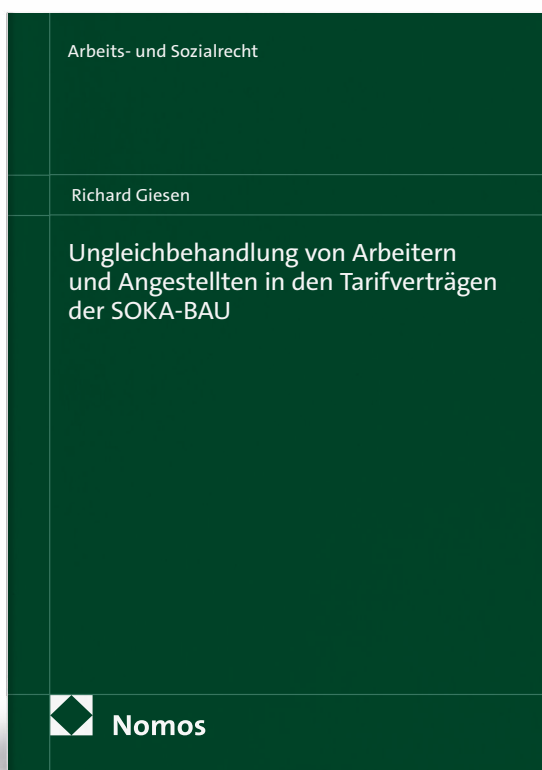 Arbeits- und Sozialrecht
Richard Giesen
Ungleichbehandlung von Arbeitern
und Angestellten in den Tarifverträgen
der SOKA-BAU
Nomos